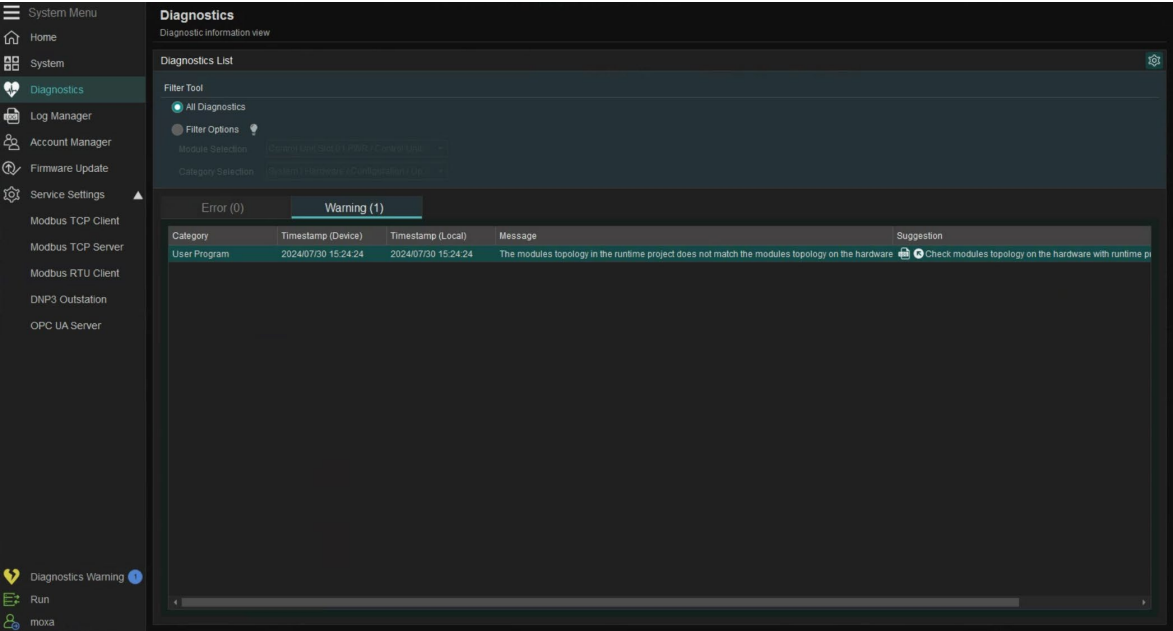 System Menu
Home
System
Diagnostics
Log Manager
Account Manager
Firmware Update
Service Settings
Modbus TCP Client
Modbus TCP Server
Modbus RTU Client
DNP3 Outstation
OPC UA Server
Diagnostics Warning 1
Run
moxa
Diagnostics
Diagnostic information view
Diagnostics List
Filter Tool
All Diagnostics
Filter Options
Module Selection
Category Selection
Error (0)
Warning (1)
Category Timestamp (Device) Timestamp (Local) Message Suggestion
User Program 2024/07/30 15:24:24 2024/07/30 15:24:24 The modules topology in the runtime project does not match the modules topology on the hardware Check modules topology on the hardware with runtime